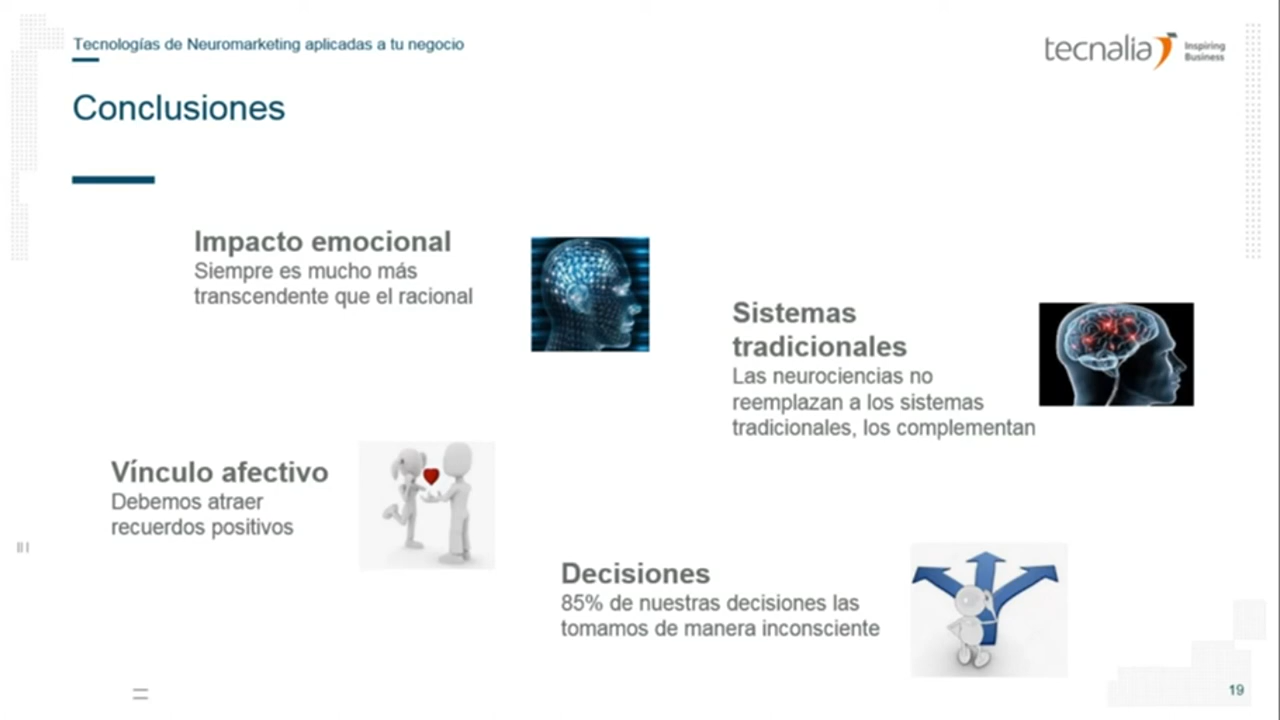 Tecnologías de Neuromarketing aplicadas a tu negocio
tecnalia
Inspiring
Business
Conclusiones
Impacto emocional
Siempre es mucho más
transcendente que el racional
Sistemas
tradicionales
Las neurociencias no
reemplazan a los sistemas
tradicionales, los complementan
Vínculo afectivo
Debemos atraer
recuerdos positivos
Decisiones
85% de nuestras decisiones las
tomamos de manera inconsciente
19